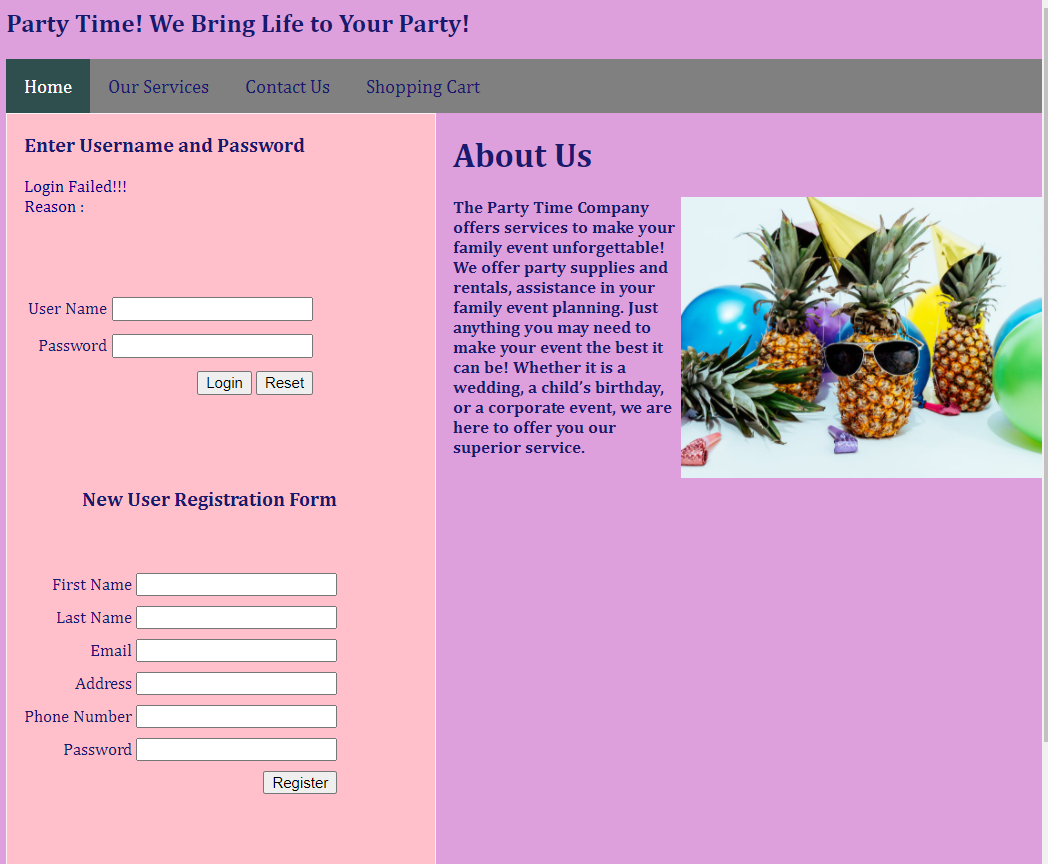 Party Time! We Bring Life to Your Party!
Home Our Services Contact Us Shopping Cart
Enter Username and Password
Login Failed!!!
Reason :
User Name
Password
Login Reset
New User Registration Form
First Name
Last Name
Email
Address
Phone Number
Password
Register
About Us
The Party Time Company
offers services to make your
family event unforgettable!
We offer party supplies and
rentals, assistance in your
family event planning. Just
anything you may need to
make your event the best it
can be! Whether it is a
wedding, a child’s birthday,
or a corporate event, we are
here to offer you our
superior service.